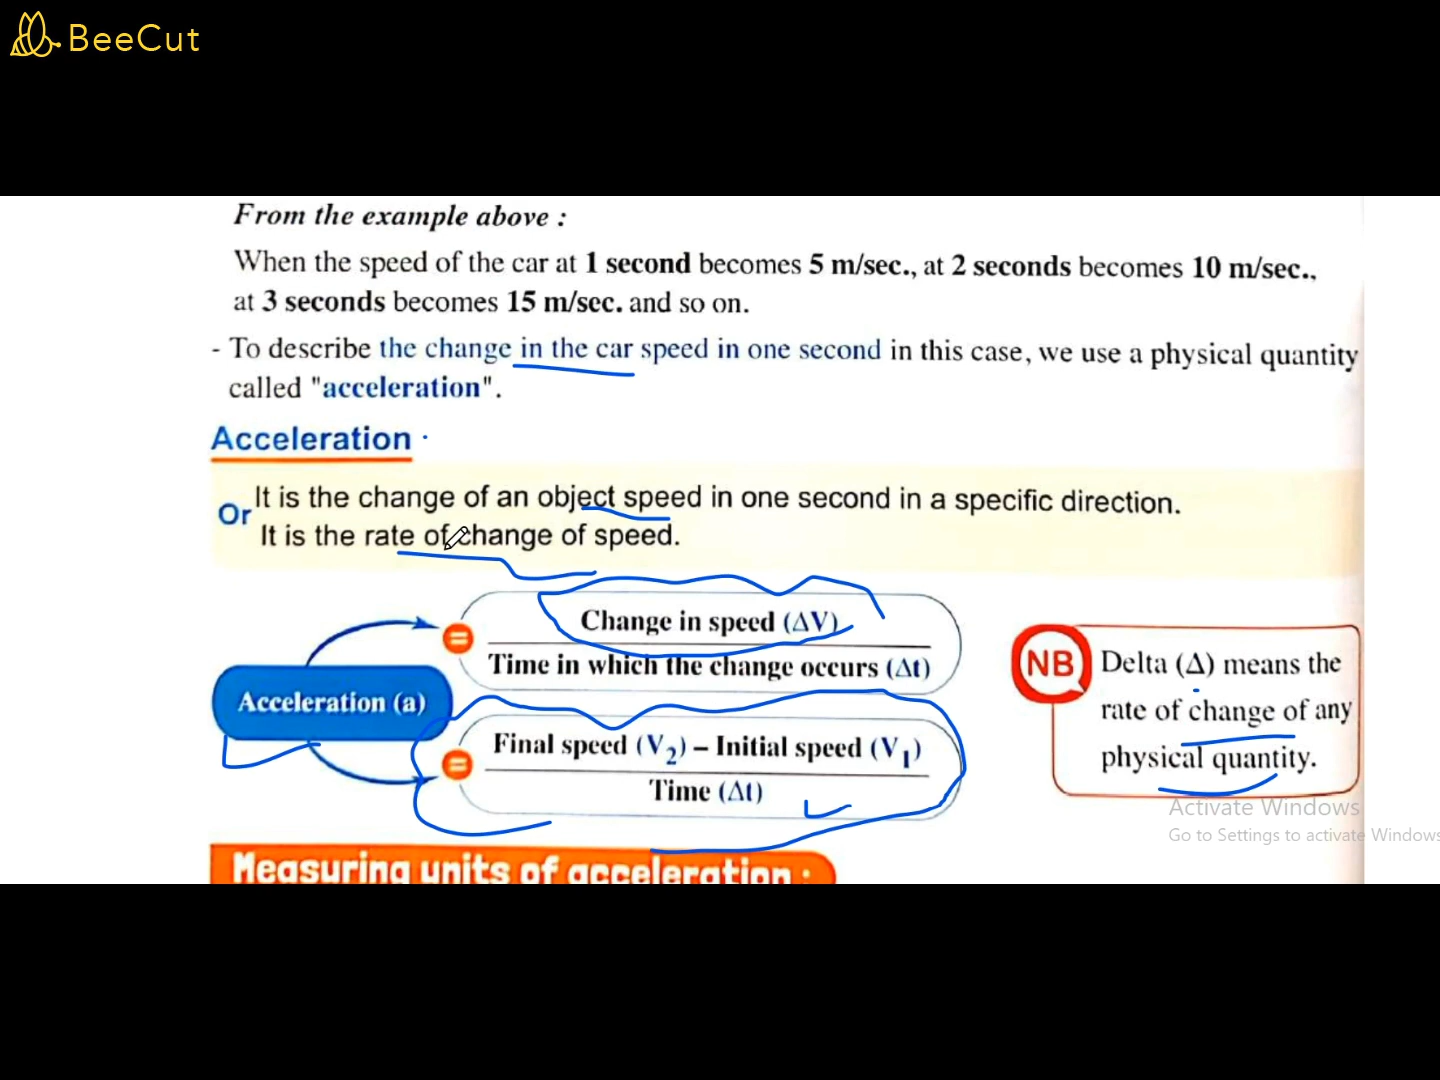 BeeCut
From the example above :
When the speed of the car at 1 second becomes 5 m/sec., at 2 seconds becomes 10 m/sec.,
at 3 seconds becomes 15 m/sec. and so on.
- To describe the change in the car speed in one second in this case, we use a physical quantity
called "acceleration".
Acceleration
It is the change of an object speed in one second in a specific direction.
Or
It is the rate of change of speed.
Acceleration (a)
=
Change in speed (ΔV)
Time in which the change occurs (Δt)
=
Final speed (V₂) – Initial speed (V₁)
Time (Δt)
NB
Delta (Δ) means the
rate of change of any
physical quantity.
Activate Windows
Go to Settings to activate Windows
Measuring units of acceleration :